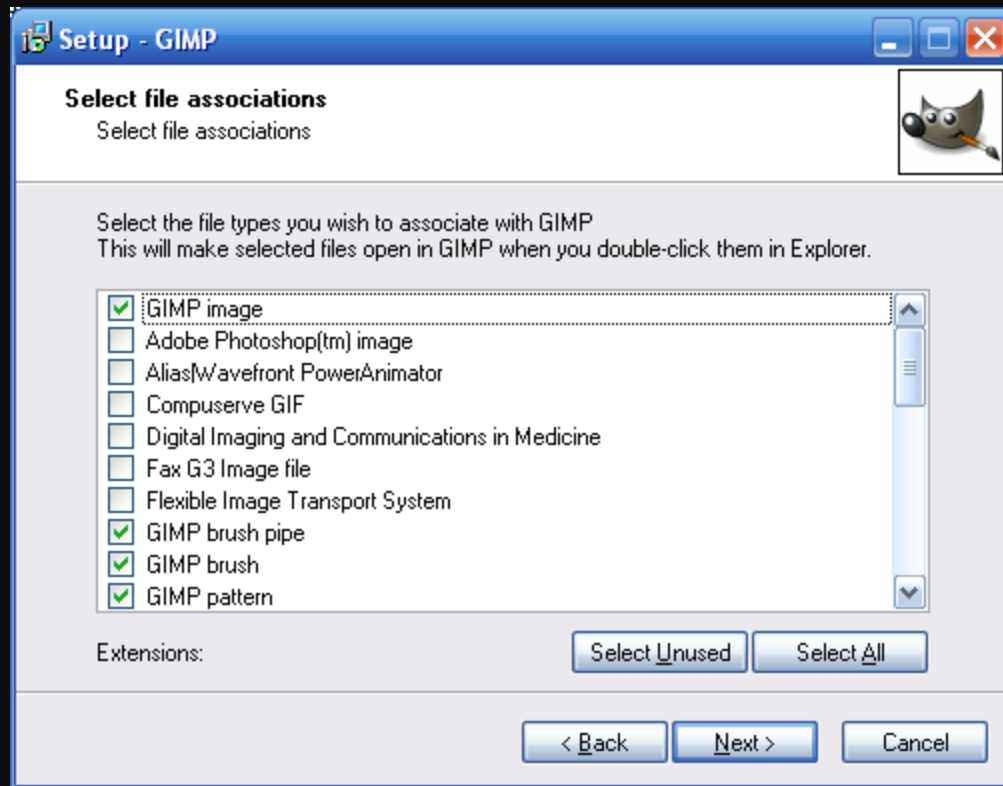 Setup - GIMP
Select file associations
Select file associations
Select the file types you wish to associate with GIMP
This will make selected files open in GIMP when you double-click them in Explorer.
GIMP image
Adobe Photoshop(tm) image
Alias|Wavefront PowerAnimator
Compuserve GIF
Digital Imaging and Communications in Medicine
Fax G3 Image file
Flexible Image Transport System
GIMP brush pipe
GIMP brush
GIMP pattern
Extensions:
Select Unused
Select All
< Back
Next >
Cancel